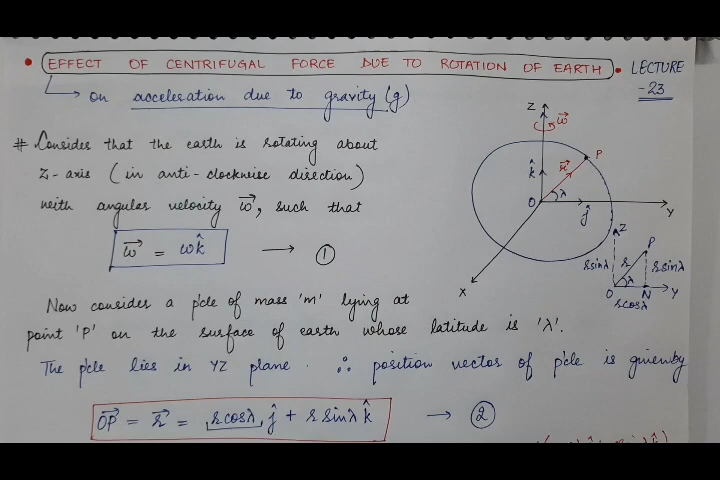 • EFFECT OF CENTRIFUGAL FORCE DUE TO ROTATION OF EARTH •
LECTURE
-23
↳ on acceleration due to gravity (g)
# Consider that the earth is rotating about
Z-axis (in anti-clockwise direction)
with angular velocity ω⃗, such that
ω⃗ = ωk̂ ⟶ ①
Z
ω⃗
P
r⃗
k̂
λ
O
ĵ
Y
X
Z
P
r sinλ
r
r sinλ
λ
O
N
Y
r cosλ
Now consider a p'cle of mass 'm' lying at
point 'P' on the surface of earth whose latitude is 'λ'.
The p'cle lies in YZ plane ∴ position vector of p'cle is given by
OP⃗ = r⃗ = r cosλ ĵ + r sinλ k̂ ⟶ ②